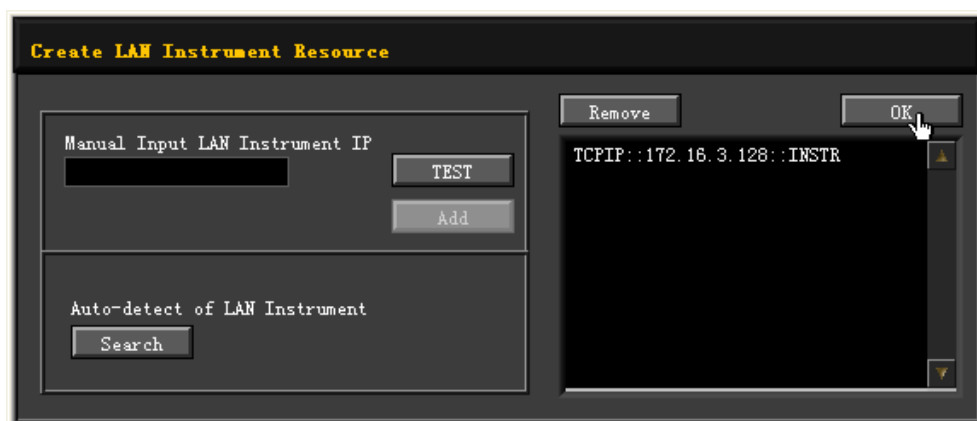 Create LAN Instrument Resource
Manual Input LAN Instrument IP
TEST
Add
Auto-detect of LAN Instrument
Search
Remove
OK
TCPIP::172.16.3.128::INSTR